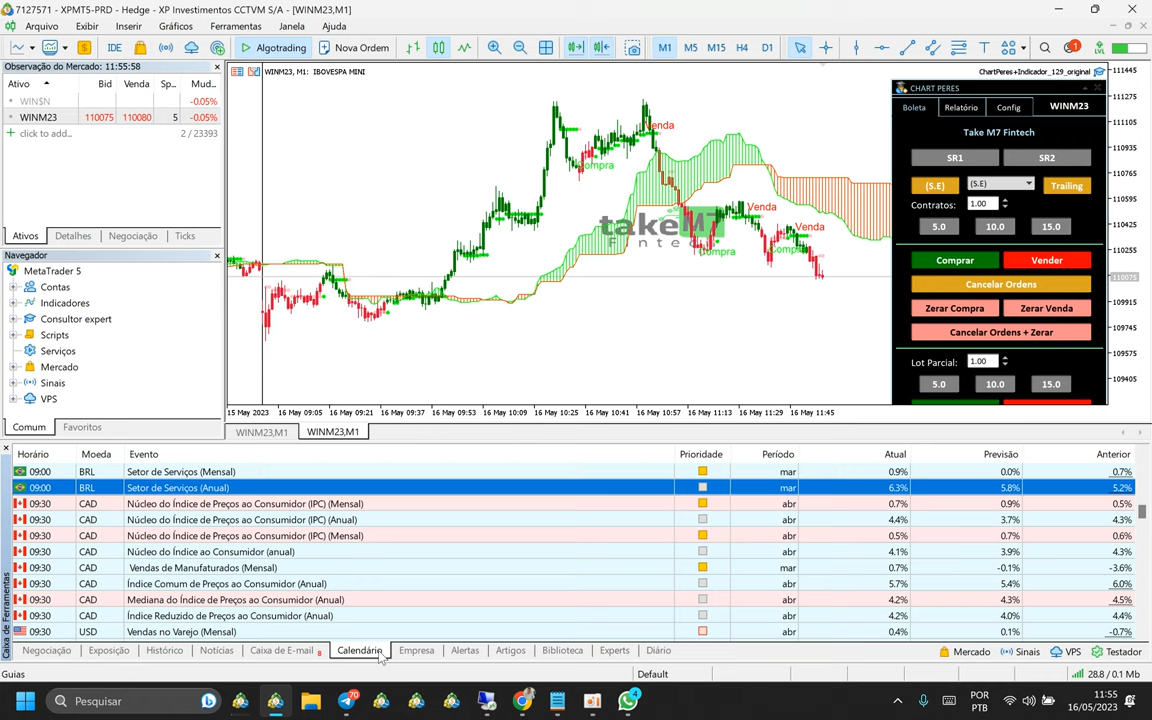 7127571 - XPMT5-PRD - Hedge - XP Investimentos CCTVM S/A - [WINM23,M1]
Arquivo Exibir Inserir Gráficos Ferramentas Janela Ajuda
IDE Algotrading Nova Ordem M1 M5 M15 H4 D1 1 LVL
Observação do Mercado: 11:55:58
Ativo Bid Venda Sp... Mud...
WIN$N -0.05%
WINM23 110075 110080 5 -0.05%
click to add... 2 / 23393
Ativos Detalhes Negociação Ticks
Navegador
MetaTrader 5
Contas
Indicadores
Consultor expert
Scripts
Serviços
Mercado
Sinais
VPS
Comum Favoritos
WINM23, M1: IBOVESPA MINI
ChartPeres+Indicador_129_original
Venda
Compra
Venda
Venda
Compra
Compra
takeM7
Fintech
CHART PERES
Boleta Relatório Config WINM23
Take M7 Fintech
SR1 SR2
(S.E) (S.E) Trailing
Contratos: 1.00
5.0 10.0 15.0
Comprar Vender
Cancelar Ordens
Zerar Compra Zerar Venda
Cancelar Ordens + Zerar
Lot Parcial: 1.00
5.0 10.0 15.0
111445
111275
111105
110935
110765
110595
110425
110255
110075
109915
109745
109575
109405
15 May 2023 16 May 09:05 16 May 09:21 16 May 09:37 16 May 09:53 16 May 10:09 16 May 10:25 16 May 10:41 16 May 10:57 16 May 11:13 16 May 11:29 16 May 11:45
WINM23,M1 WINM23,M1
Horário Moeda Evento Prioridade Período Atual Previsão Anterior
09:00 BRL Setor de Serviços (Mensal) mar 0.9% 0.0% 0.7%
09:00 BRL Setor de Serviços (Anual) mar 6.3% 5.8% 5.2%
09:30 CAD Núcleo do Índice de Preços ao Consumidor (IPC) (Mensal) abr 0.7% 0.9% 0.5%
09:30 CAD Núcleo do Índice de Preços ao Consumidor (IPC) (Anual) abr 4.4% 3.7% 4.3%
09:30 CAD Núcleo do Índice de Preços ao Consumidor (IPC) (Mensal) abr 0.5% 0.7% 0.6%
09:30 CAD Núcleo do Índice ao Consumidor (anual) abr 4.1% 3.9% 4.3%
09:30 CAD Vendas de Manufaturados (Mensal) mar 0.7% -0.1% -3.6%
09:30 CAD Índice Comum de Preços ao Consumidor (Anual) abr 5.7% 5.4% 6.0%
09:30 CAD Mediana do Índice de Preços ao Consumidor (Anual) abr 4.2% 4.3% 4.5%
09:30 CAD Índice Reduzido de Preços ao Consumidor (Anual) abr 4.2% 4.0% 4.4%
09:30 USD Vendas no Varejo (Mensal) abr 0.4% 0.1% -0.7%
Caixa de Ferramentas
Negociação Exposição Histórico Notícias Caixa de E-mail 8 Calendário Empresa Alertas Artigos Biblioteca Experts Diário Mercado Sinais VPS Testador
Guias Default 28.8 / 0.1 Mb
Pesquisar 70 4 POR PTB 11:55 16/05/2023